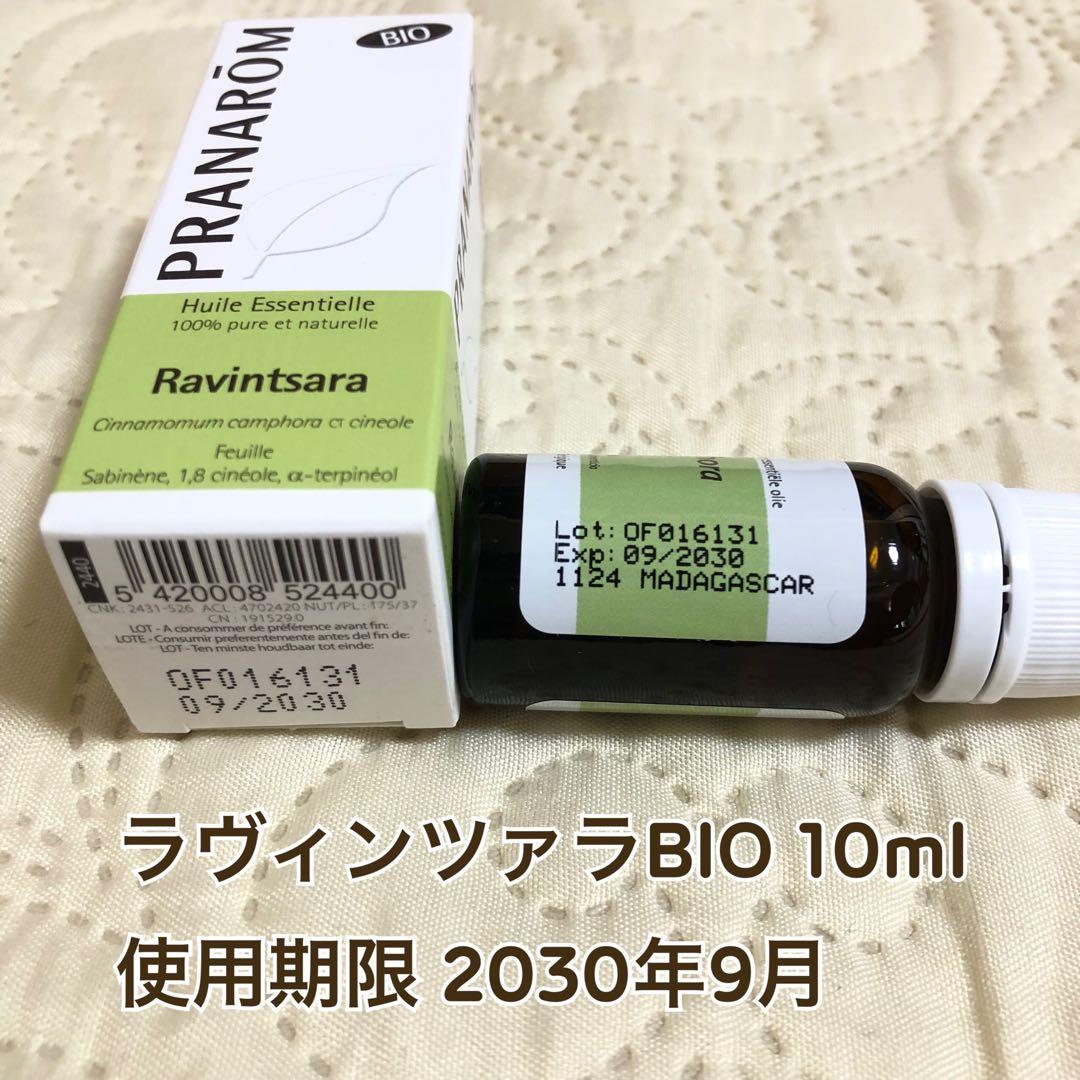 BIO
PRANARŌM
Huile Essentielle
100% pure et naturelle
Ravintsara
Cinnamomum camphora CT cineole
Feuille
Sabinène, 1,8 cinéole, α-terpinéol
2440
5 420008 524400
CNK: 2431-526 ACL: 4702420 NUT/PL: 175/37
CN: 191529.0
LOT - A consommer de préférence avant fin:
LOTE - Consumir preferentemente antes del fin de:
LOT - Ten minste houdbaar tot einde:
OF016131
09/2030
essentiële olie
ora
Lot: OF016131
Exp: 09/2030
1124 MADAGASCAR
ラヴィンツァラBIO 10ml
使用期限 2030年9月